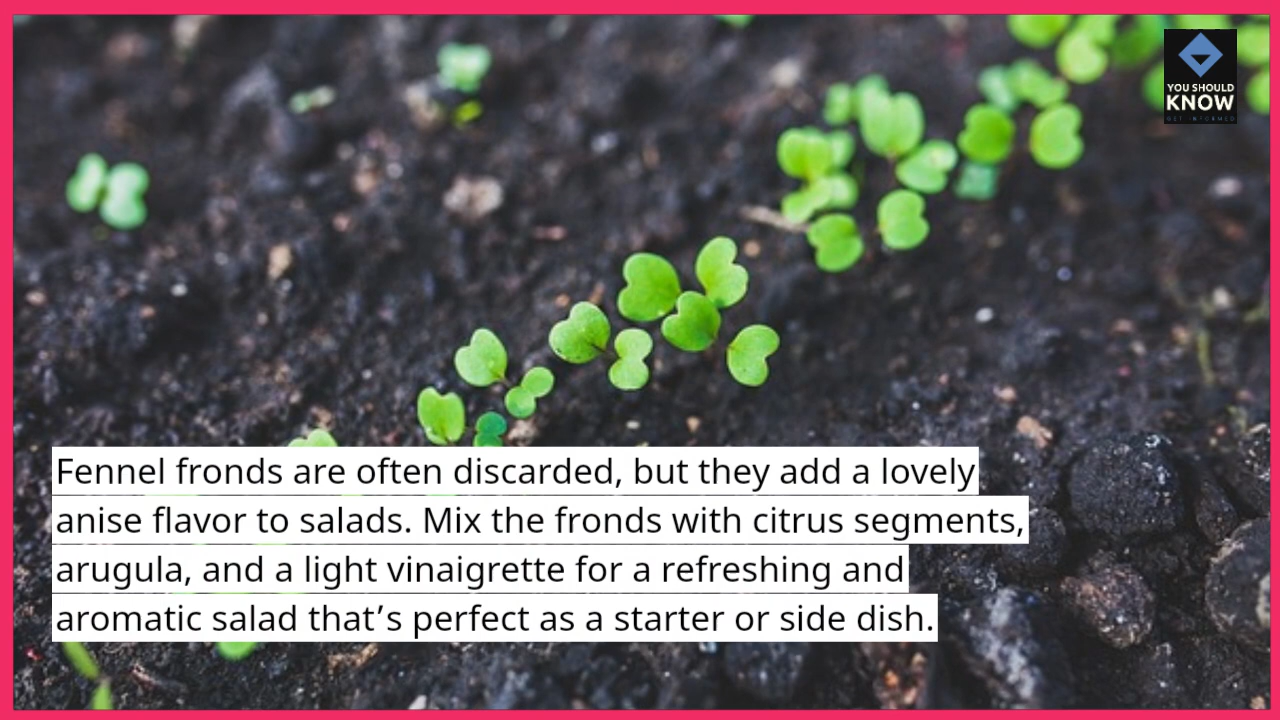 YOU SHOULD
KNOW
GET INFORMED
Fennel fronds are often discarded, but they add a lovely
anise flavor to salads. Mix the fronds with citrus segments,
arugula, and a light vinaigrette for a refreshing and
aromatic salad that’s perfect as a starter or side dish.